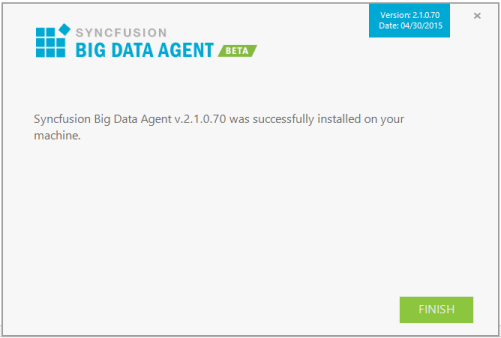 Version: 2.1.0.70
Date: 04/30/2015
SYNCFUSION
BIG DATA AGENT BETA
Syncfusion Big Data Agent v.2.1.0.70 was successfully installed on your
machine.
FINISH